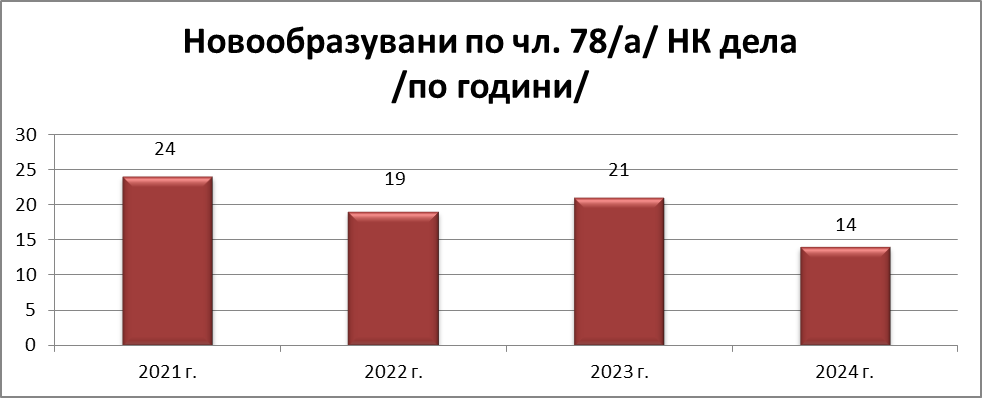 Новообразувани по чл. 78/а/ НК дела
/по години/
30
25
20
15
10
5
0
24
19
21
14
2021 г.
2022 г.
2023 г.
2024 г.